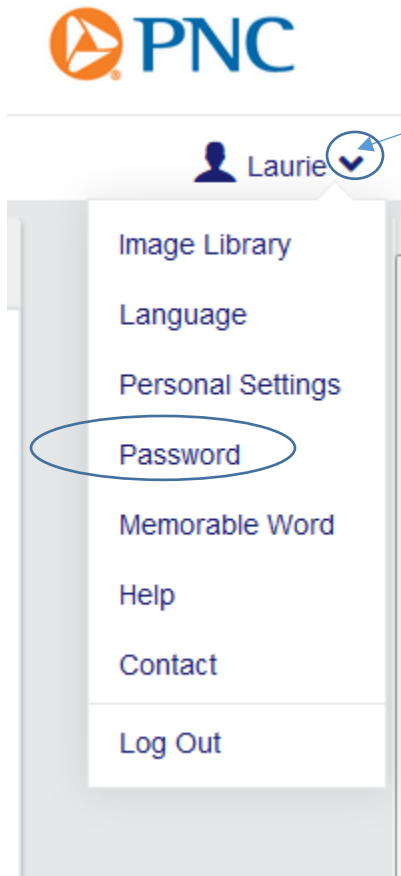 PNC
Laurie
Image Library
Language
Personal Settings
Password
Memorable Word
Help
Contact
Log Out